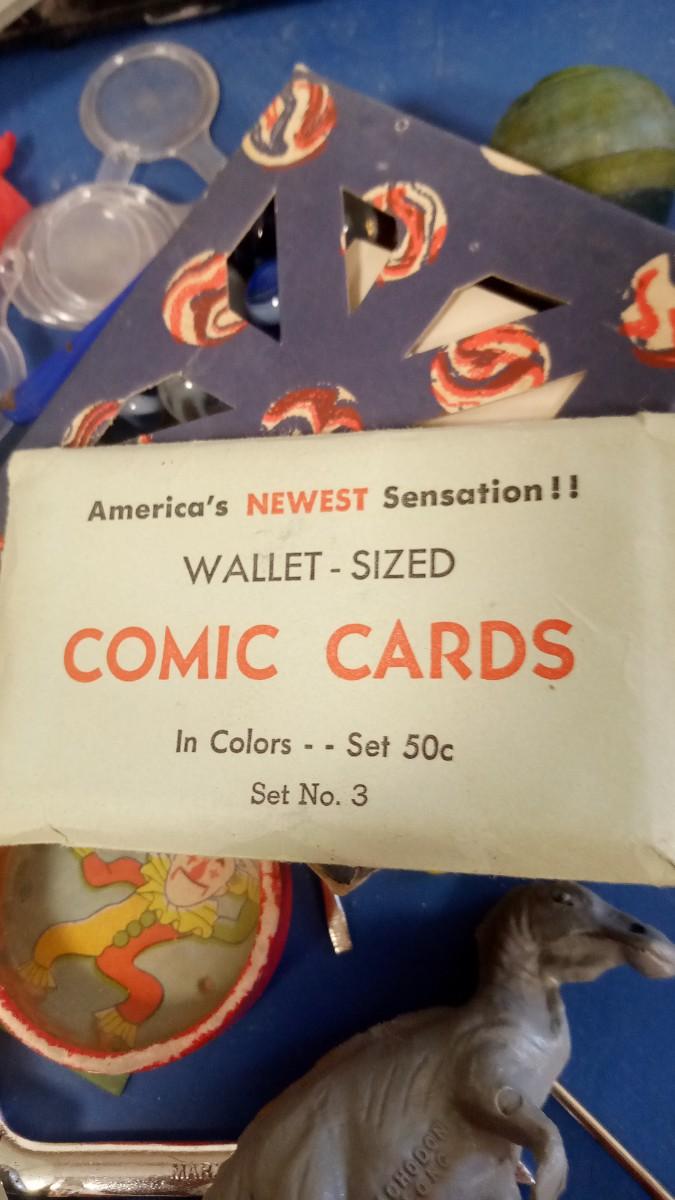 America's NEWEST Sensation!!
WALLET-SIZED
COMIC CARDS
In Colors -- Set 50c
Set No. 3